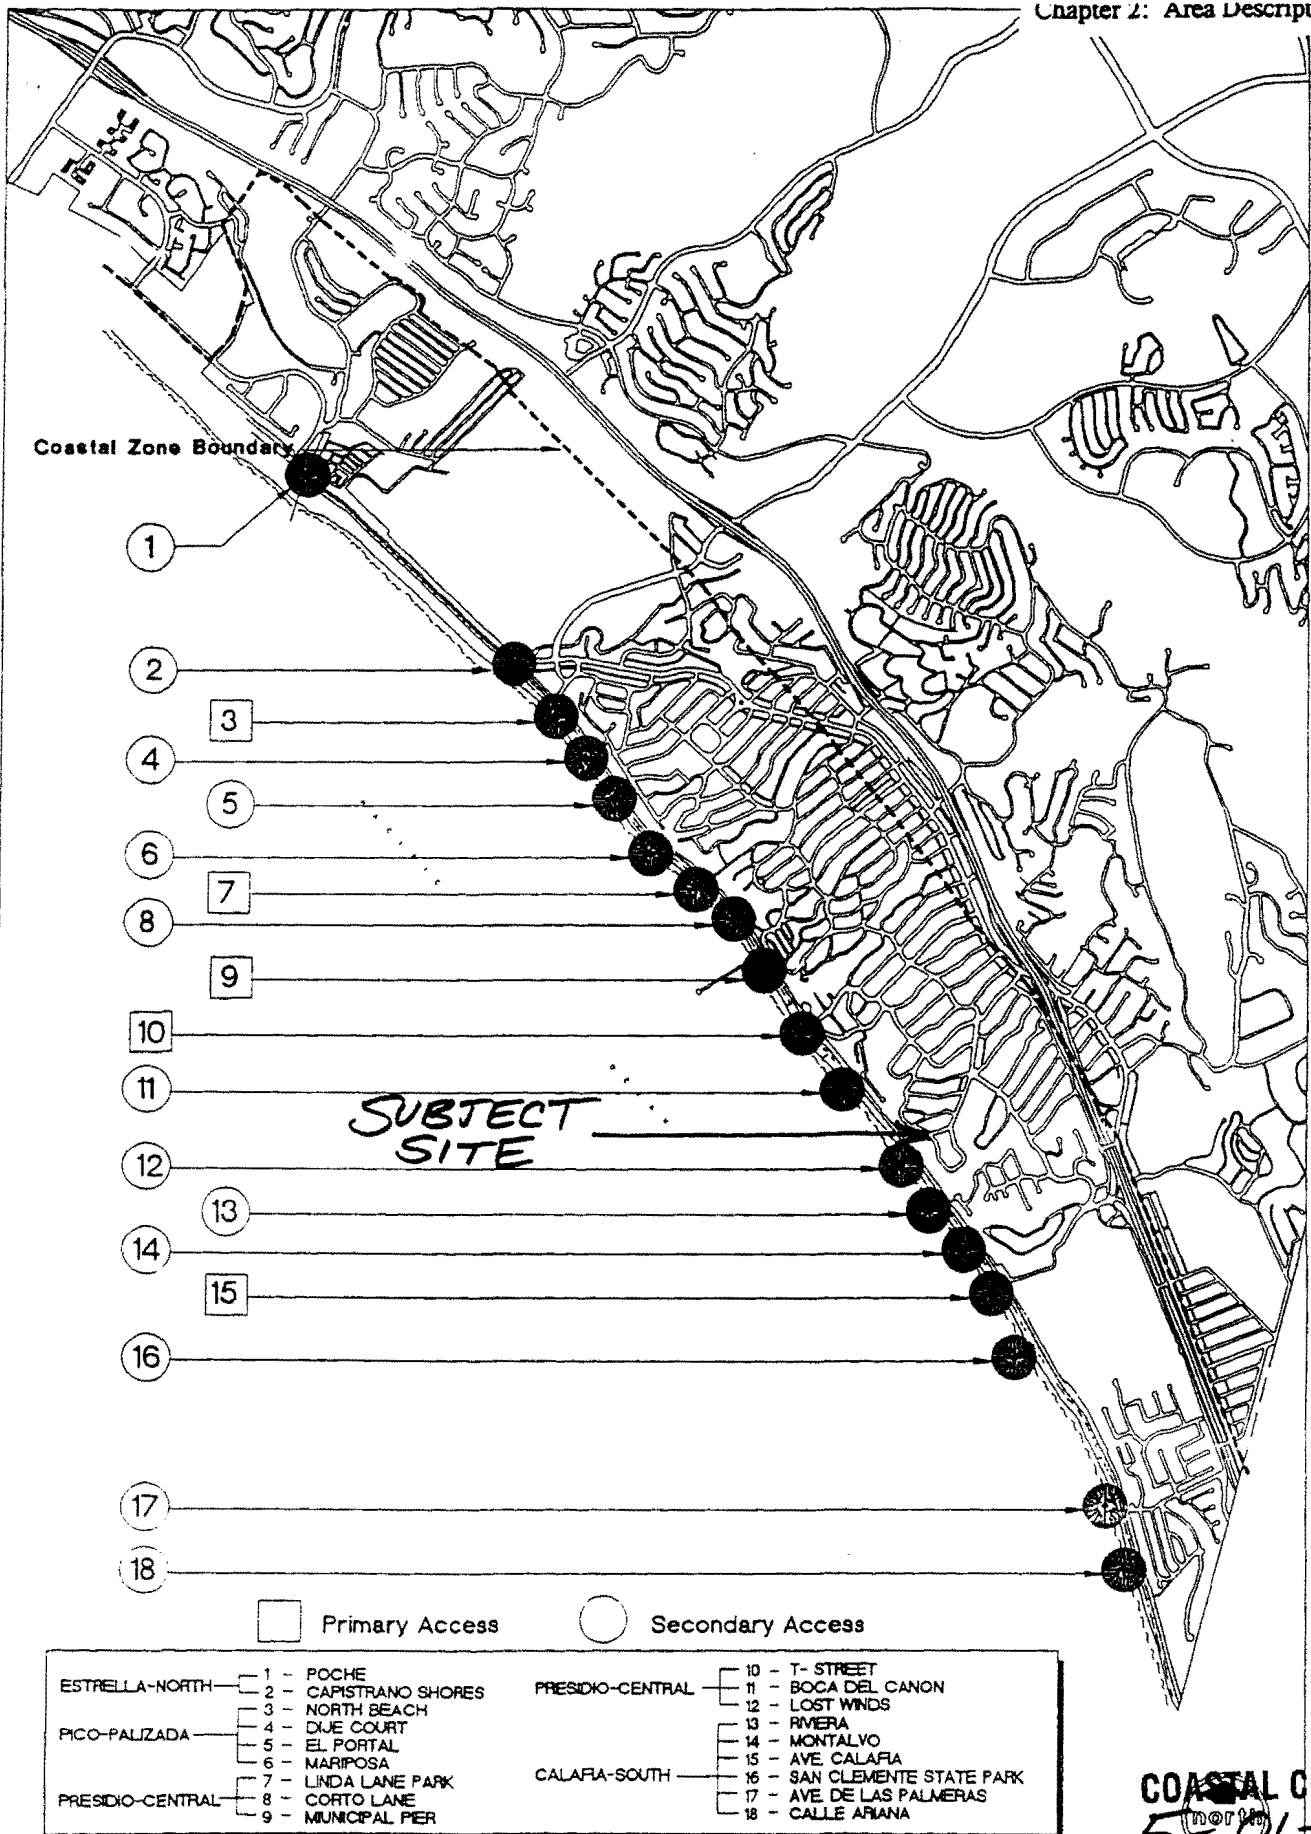 Chapter 2: Area Descript
Coastal Zone Boundary
1
2
3
4
5
6
7
8
9
10
11
SUBJECT
SITE
12
13
14
15
16
17
18
Primary Access
Secondary Access
ESTRELLA-NORTH
1 - POCHE
2 - CAPISTRANO SHORES
PICO-PALIZADA
3 - NORTH BEACH
4 - DIJE COURT
5 - EL PORTAL
6 - MARIPOSA
PRESIDIO-CENTRAL
7 - LINDA LANE PARK
8 - CORTO LANE
9 - MUNICIPAL PIER
PRESIDIO-CENTRAL
10 - T- STREET
11 - BOCA DEL CANON
12 - LOST WINDS
CALAFIA-SOUTH
13 - RIVIERA
14 - MONTALVO
15 - AVE. CALAFIA
16 - SAN CLEMENTE STATE PARK
17 - AVE. DE LAS PALMERAS
18 - CALLE ARIANA
COASTAL C
north